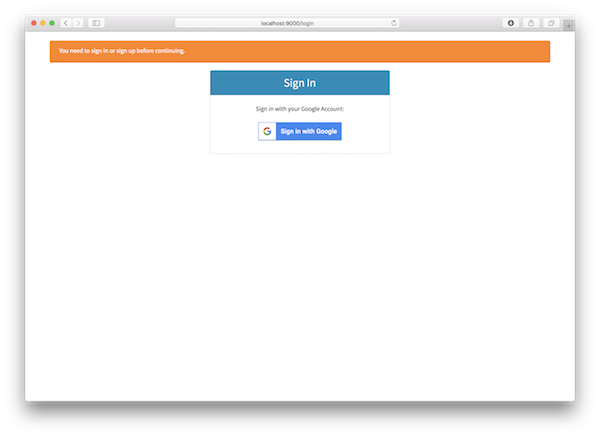 localhost:9000/login
You need to sign in or sign up before continuing.
Sign In
Sign in with your Google Account:
Sign in with Google